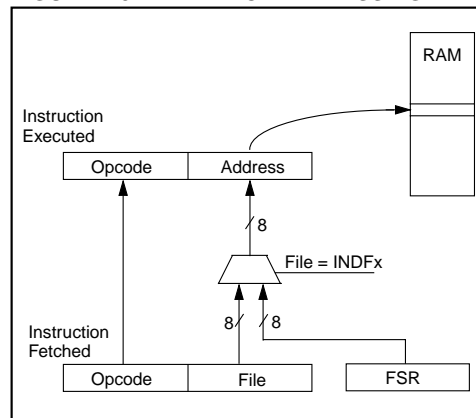 RAM
Instruction
Executed
Opcode Address
8
File = INDFx
8 8
Instruction
Fetched
Opcode File FSR